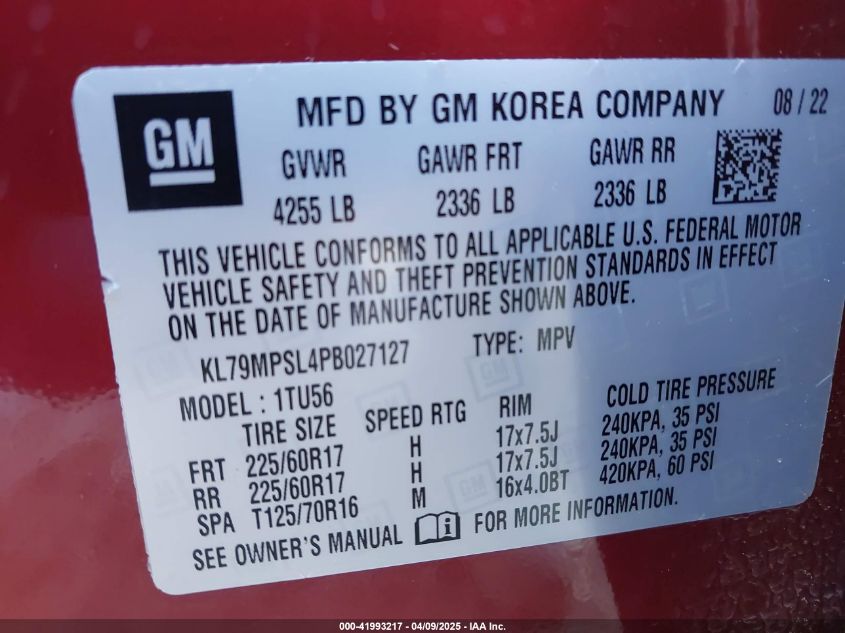 GM
MFD BY GM KOREA COMPANY 08 / 22
GVWR GAWR FRT GAWR RR
4255 LB 2336 LB 2336 LB
THIS VEHICLE CONFORMS TO ALL APPLICABLE U.S. FEDERAL MOTOR
VEHICLE SAFETY AND THEFT PREVENTION STANDARDS IN EFFECT
ON THE DATE OF MANUFACTURE SHOWN ABOVE.
KL79MPSL4PB027127 TYPE: MPV
MODEL : 1TU56
TIRE SIZE SPEED RTG RIM COLD TIRE PRESSURE
FRT 225/60R17 H 17x7.5J 240KPA, 35 PSI
RR 225/60R17 H 17x7.5J 240KPA, 35 PSI
SPA T125/70R16 M 16x4.0BT 420KPA, 60 PSI
SEE OWNER'S MANUAL FOR MORE INFORMATION.
000-41993217 - 04/09/2025 - IAA Inc.